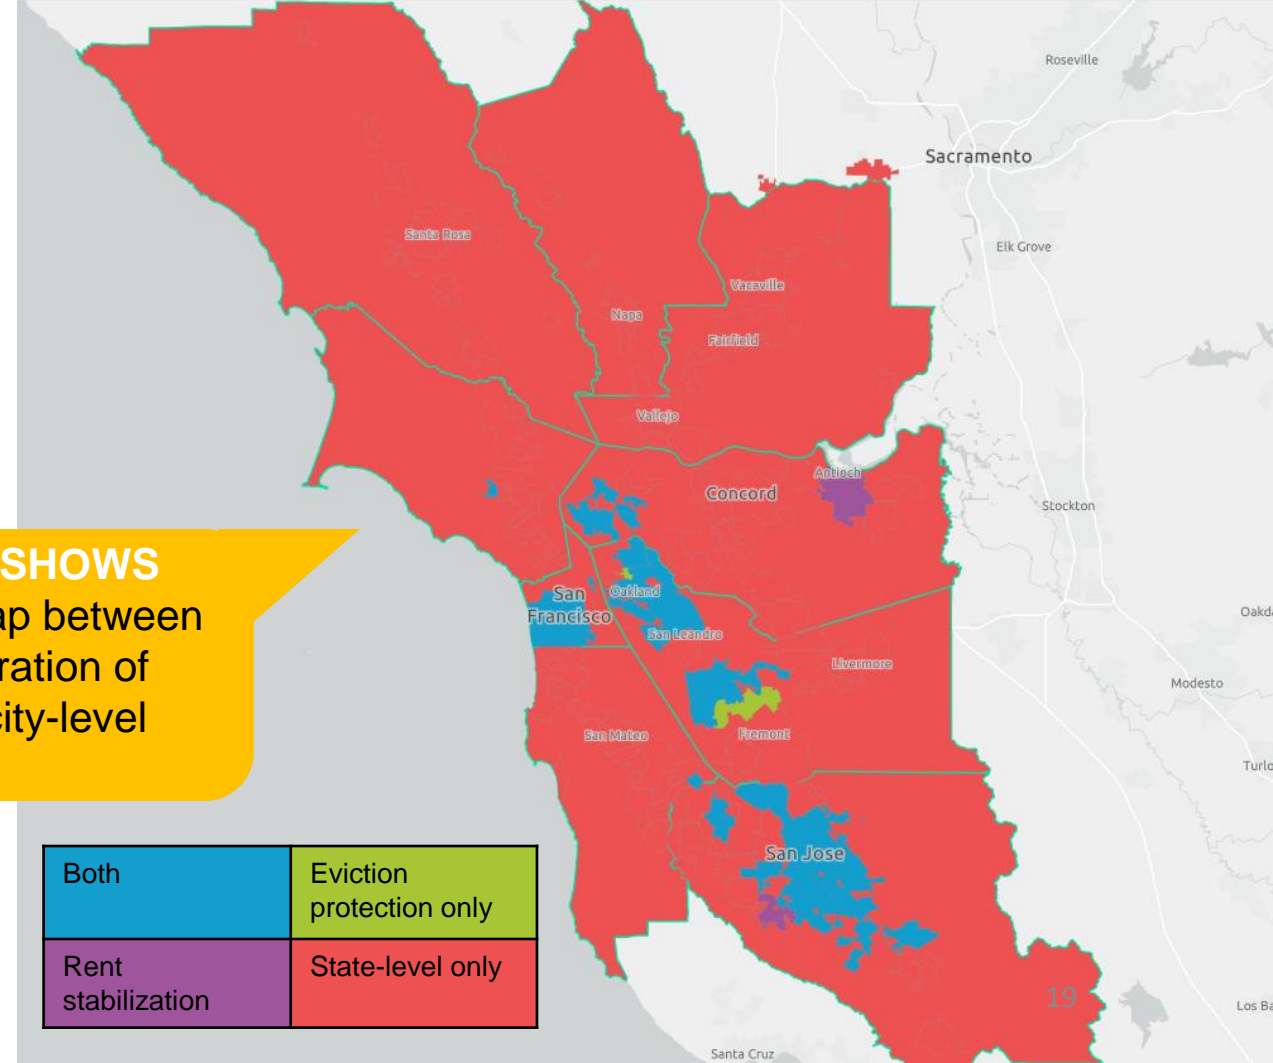 Roseville
Sacramento
Elk Grove
Santa Rosa
Vacaville
Napa
Fairfield
Vallejo
Antioch
Concord
Stockton
SHOWS
ap between
ration of
city-level
San
Francisco
Oakland
San Leandro
Oakda
Livermore
Modesto
San Mateo
Fremont
Turlo
San Jose
Both
Eviction
protection only
Rent
stabilization
State-level only
19
Los Ba
Santa Cruz